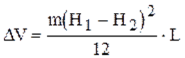 ΔV = m(H₁ − H₂)² / 12 · L